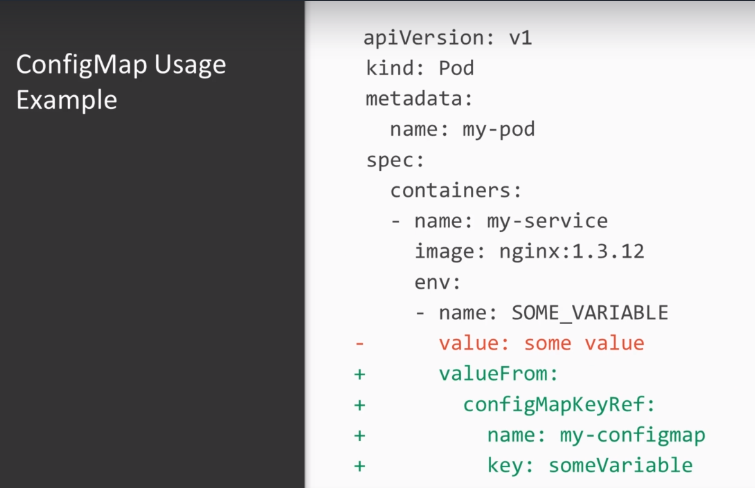 ConfigMap Usage
Example
apiVersion: v1
kind: Pod
metadata:
  name: my-pod
spec:
  containers:
  - name: my-service
    image: nginx:1.3.12
    env:
    - name: SOME_VARIABLE
-     value: some value
+     valueFrom:
+       configMapKeyRef:
+         name: my-configmap
+         key: someVariable